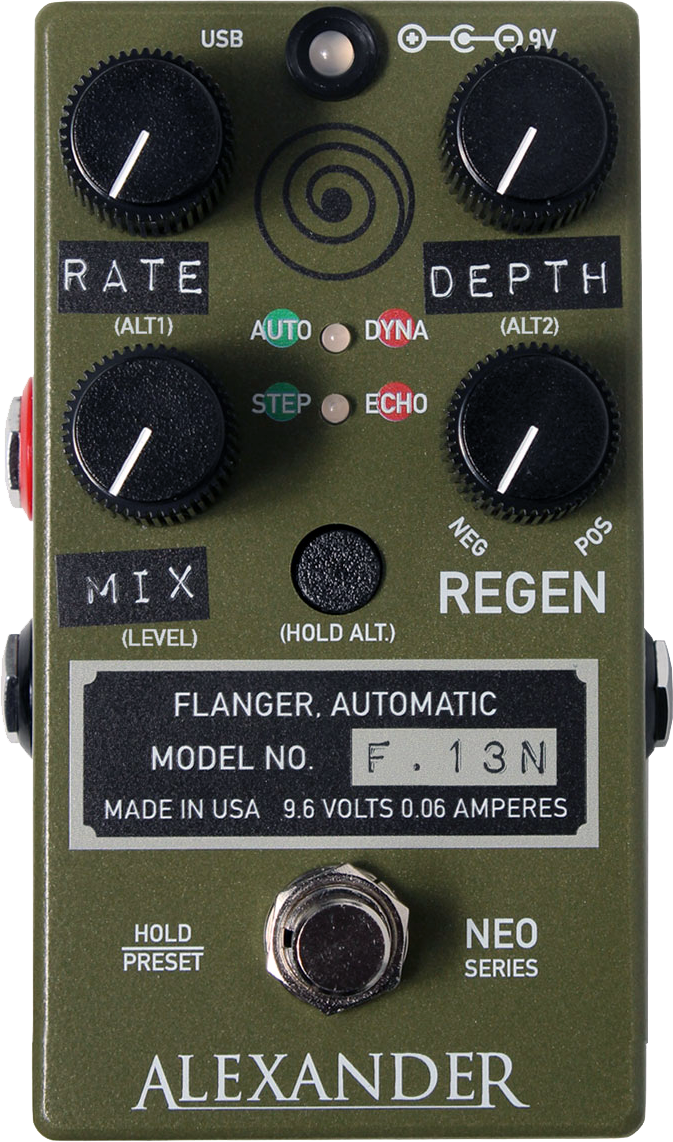 USB 9V
RATE DEPTH
(ALT1) (ALT2)
AUTO DYNA
STEP ECHO
NEG POS
REGEN
MIX
(LEVEL) (HOLD ALT.)
FLANGER, AUTOMATIC
MODEL NO. F.13N
MADE IN USA 9.6 VOLTS 0.06 AMPERES
HOLD NEO
PRESET SERIES
ALEXANDER